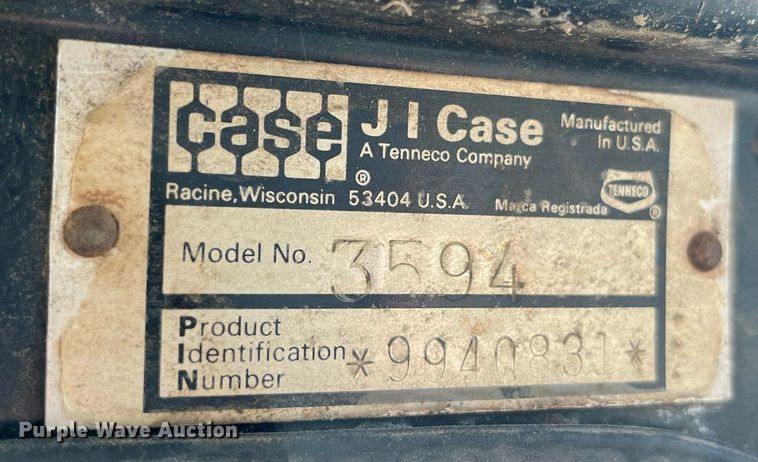 case ® J I Case
A Tenneco Company
Manufactured
In U.S.A.
Racine, Wisconsin 53404 U.S.A. Marca Registrada TENNECO ®
Model No. 3594
Product
Identification
Number *9940831*
Purple Wave Auction